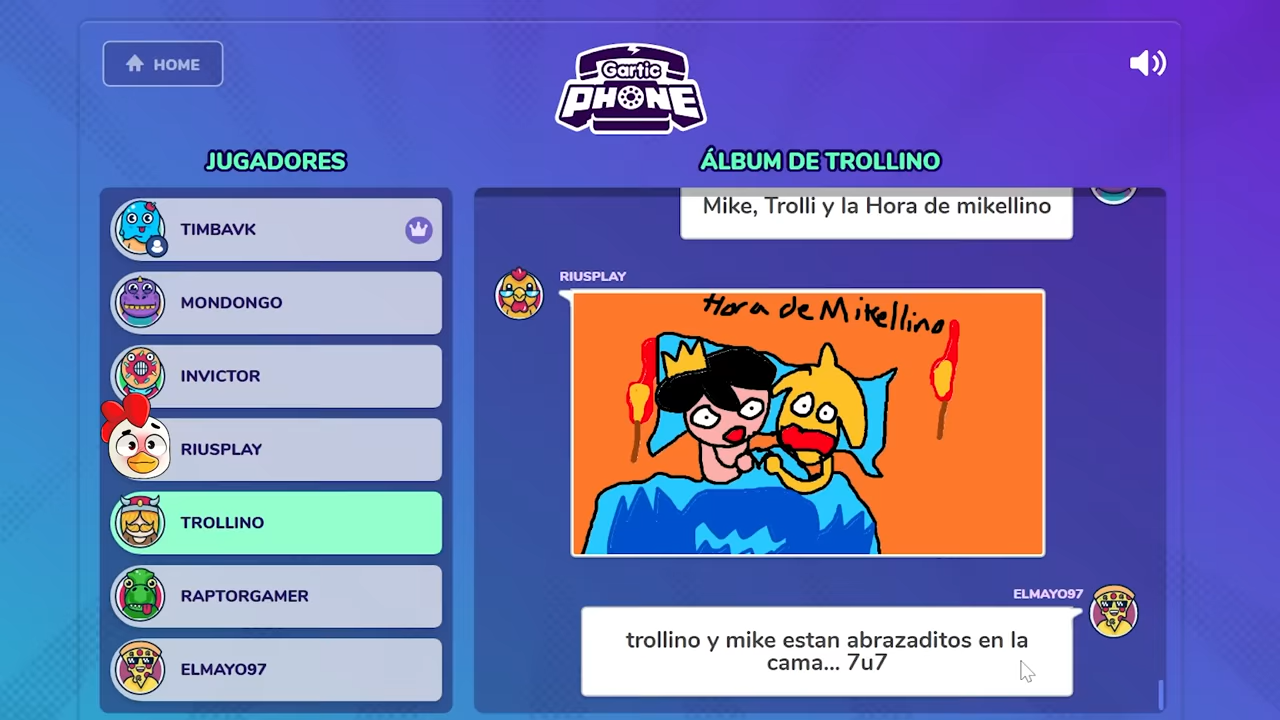 HOME
Gartic
PHONE
JUGADORES
ÁLBUM DE TROLLINO
TIMBAVK
MONDONGO
INVICTOR
RIUSPLAY
TROLLINO
RAPTORGAMER
ELMAYO97
Mike, Trolli y la Hora de mikellino
RIUSPLAY
Hora de Mikellino
ELMAYO97
trollino y mike estan abrazaditos en la
cama... 7u7